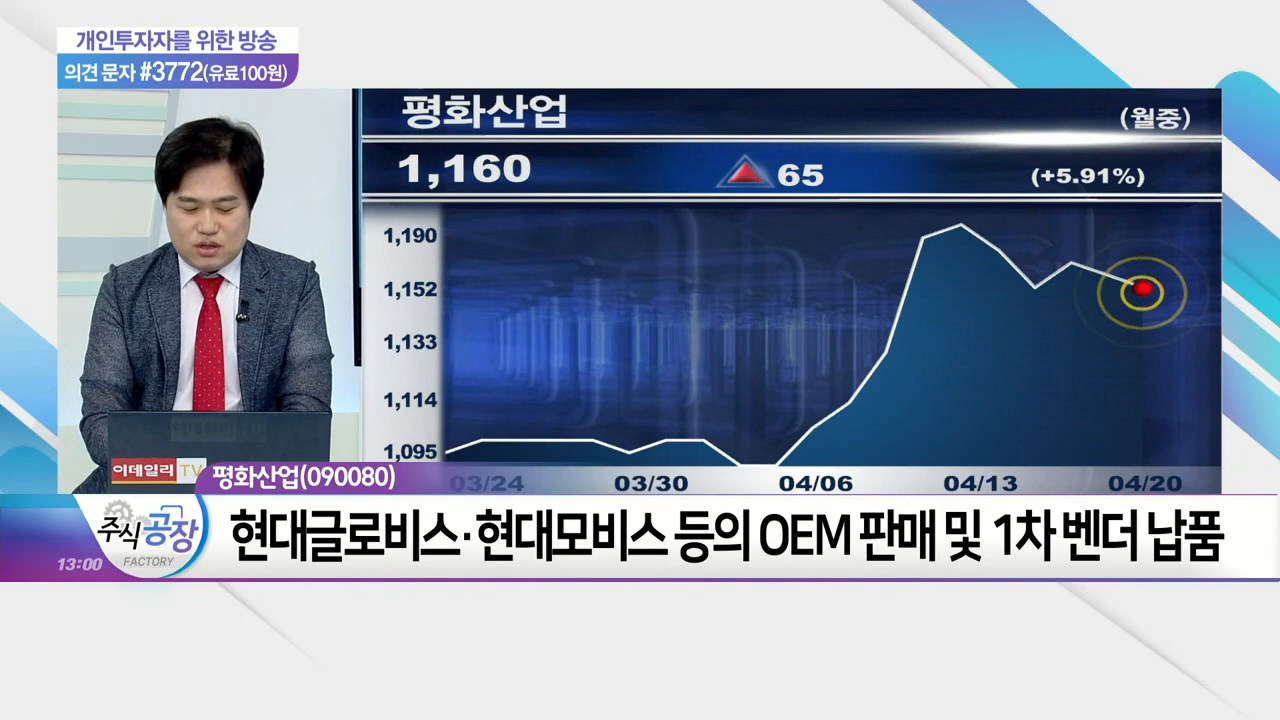 개인투자자를 위한 방송
의견 문자 #3772(유료100원)
평화산업
(월중)
1,160
65
(+5.91%)
1,190
1,152
1,133
1,114
1,095
03/24 03/30 04/06 04/13 04/20
이데일리TV
평화산업(090080)
주식공장
FACTORY
13:00
현대글로비스·현대모비스 등의 OEM 판매 및 1차 벤더 납품